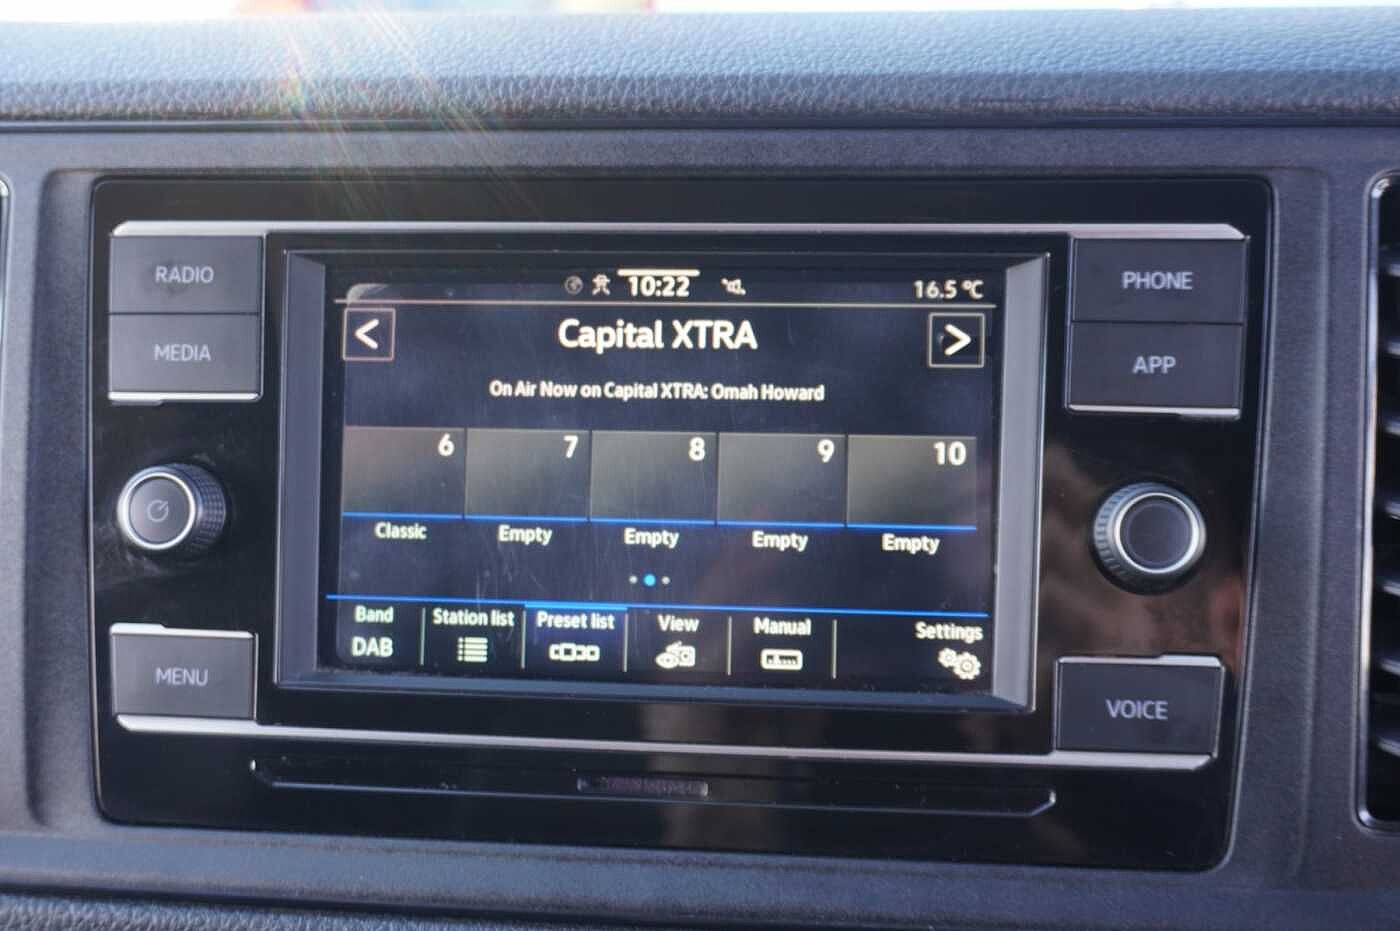 RADIO
MEDIA
MENU
10:22
16.5 °C
<
Capital XTRA
>
On Air Now on Capital XTRA: Omah Howard
6 7 8 9 10
Classic Empty Empty Empty Empty
Band Station list Preset list View Manual Settings
DAB
PHONE
APP
VOICE